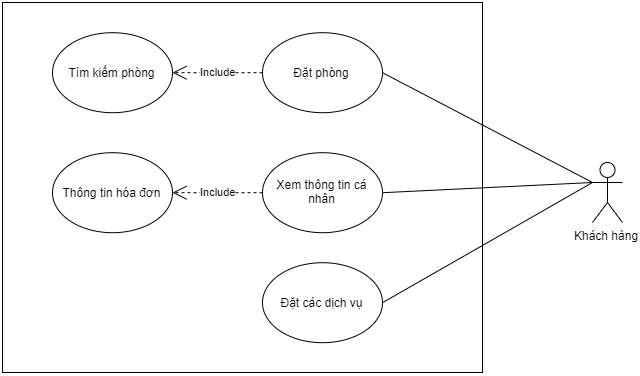 Tìm kiếm phòng
Include
Đặt phòng
Thông tin hóa đơn
Include
Xem thông tin cá
nhân
Khách hàng
Đặt các dịch vụ